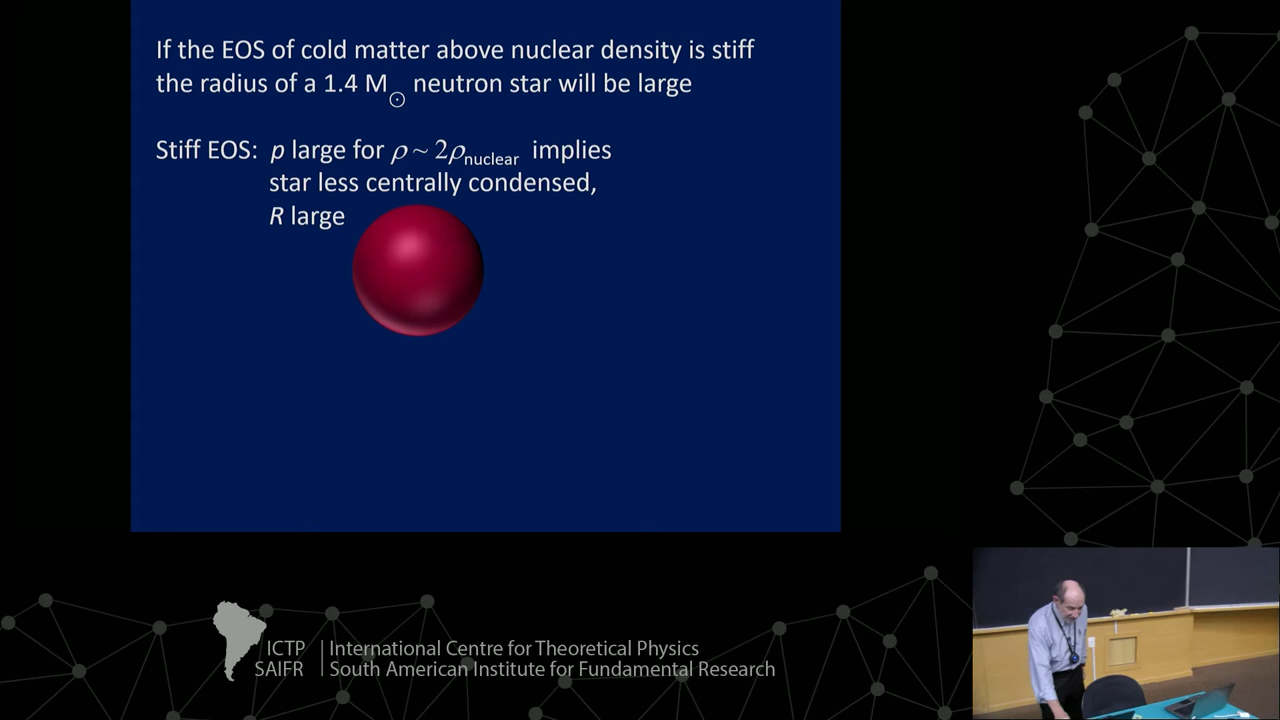 If the EOS of cold matter above nuclear density is stiff
the radius of a 1.4 M☉ neutron star will be large
Stiff EOS: p large for ρ ~ 2ρnuclear implies
star less centrally condensed,
R large
ICTP
SAIFR
International Centre for Theoretical Physics
South American Institute for Fundamental Research